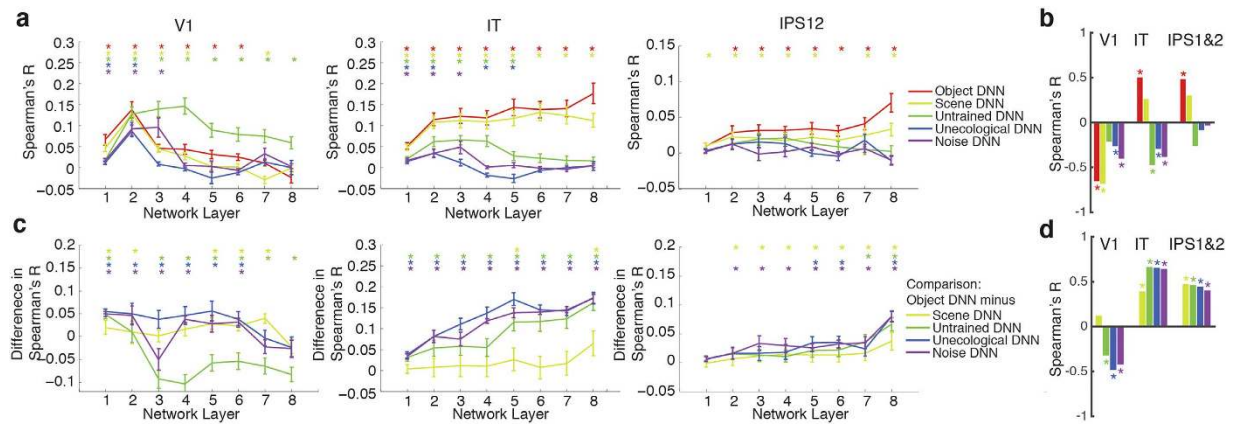 a
V1
IT
IPS12
b
Spearman's R
0.3
0.25
0.2
0.15
0.1
0.05
0
−0.05
1 2 3 4 5 6 7 8
Network Layer
Spearman's R
0.3
0.25
0.2
0.15
0.1
0.05
0
−0.05
1 2 3 4 5 6 7 8
Network Layer
Spearman's R
0.15
0.1
0.05
0
−0.05
1 2 3 4 5 6 7 8
Network Layer
Object DNN
Scene DNN
Untrained DNN
Unecological DNN
Noise DNN
V1 IT IPS1&2
Spearman's R
1
0.5
0
−0.5
−1
c
Differenece in
Spearman's R
0.2
0.15
0.1
0.05
0
−0.05
−0.1
1 2 3 4 5 6 7 8
Network Layer
Differenece in
Spearman's R
0.3
0.25
0.2
0.15
0.1
0.05
0
−0.05
1 2 3 4 5 6 7 8
Network Layer
Differenece in
Spearman's R
0.2
0.15
0.1
0.05
0
−0.05
1 2 3 4 5 6 7 8
Network Layer
Comparison:
Object DNN minus
Scene DNN
Untrained DNN
Unecological DNN
Noise DNN
d
V1 IT IPS1&2
Spearman's R
1
0.5
0
−0.5
−1